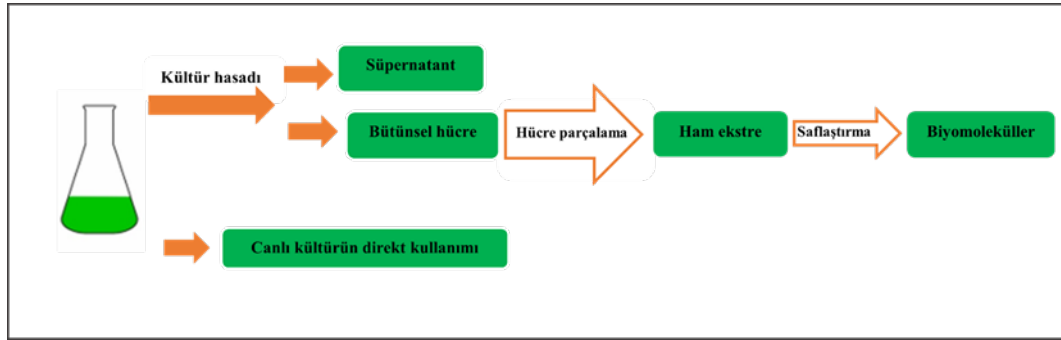 Kültür hasadı
Süpernatant
Bütünsel hücre
Hücre parçalama
Ham ekstre
Saflaştırma
Biyomoleküller
Canlı kültürün direkt kullanımı